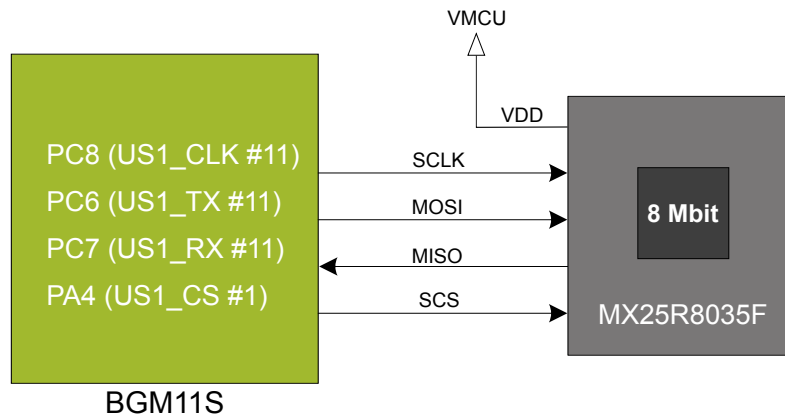 VMCU
VDD
PC8 (US1_CLK #11)
SCLK
PC6 (US1_TX #11)
MOSI
8 Mbit
PC7 (US1_RX #11)
MISO
PA4 (US1_CS #1)
SCS
MX25R8035F
BGM11S